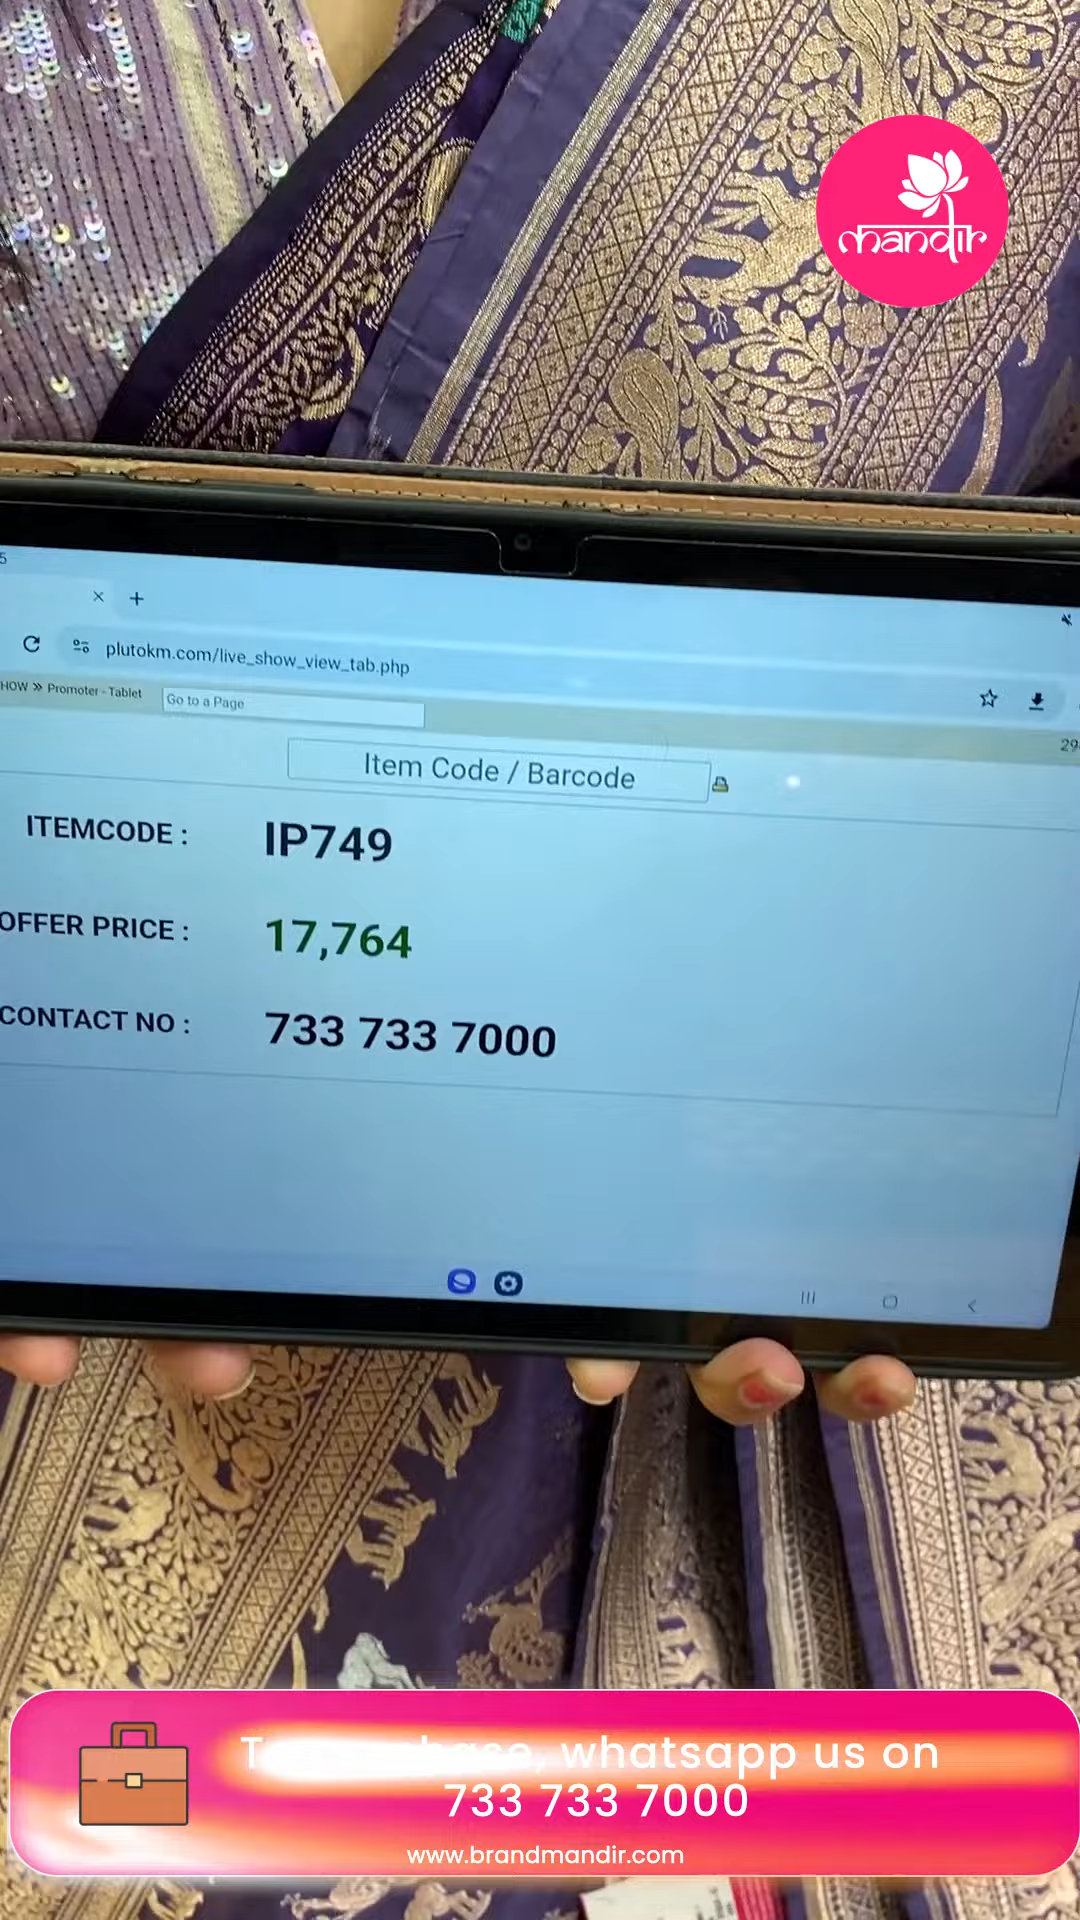 mandir
5
plutokm.com/live_show_view_tab.php
HOW » Promoter - Tablet
Go to a Page
29
Item Code / Barcode
ITEMCODE : IP749
OFFER PRICE : 17,764
CONTACT NO : 733 733 7000
whatsapp us on
733 733 7000
www.brandmandir.com